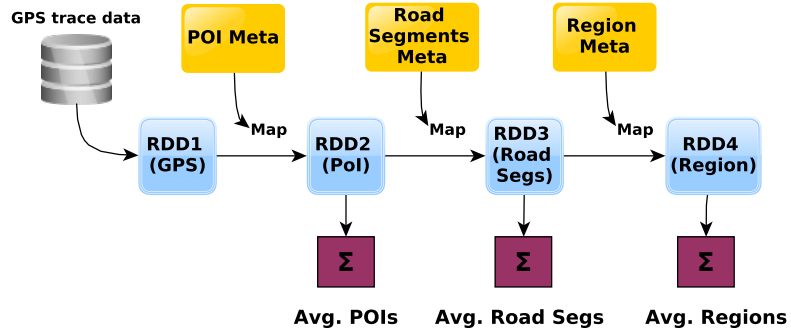 GPS trace data
POI Meta
Road
Segments
Meta
Region
Meta
Map
Map
Map
RDD1
(GPS)
RDD2
(PoI)
RDD3
(Road
Segs)
RDD4
(Region)
Σ
Σ
Σ
Avg. POIs
Avg. Road Segs
Avg. Regions